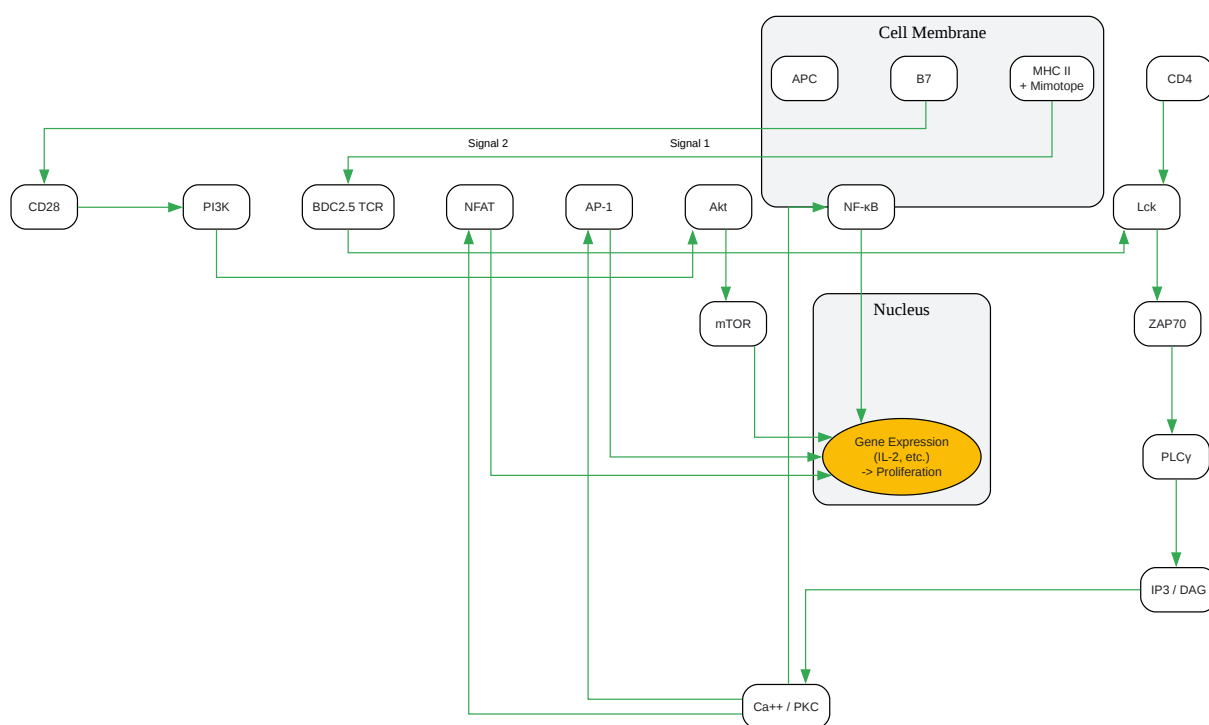 Cell Membrane
APC
B7
MHC II
+ Mimotope
CD4
Signal 2
Signal 1
CD28
PI3K
BDC2.5 TCR
NFAT
AP-1
Akt
NF-κB
Lck
Nucleus
mTOR
ZAP70
Gene Expression
(IL-2, etc.)
-> Proliferation
PLCγ
IP3 / DAG
Ca++ / PKC